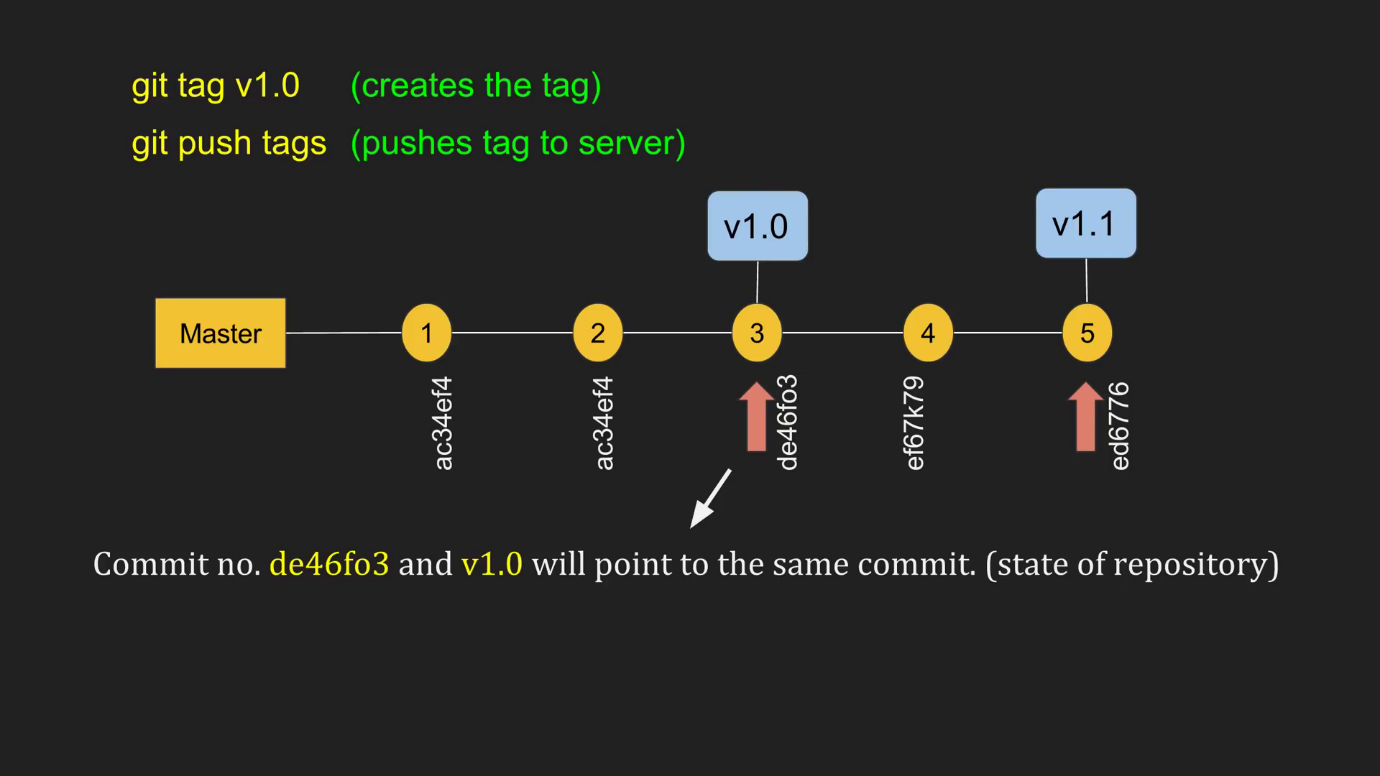 git tag v1.0 (creates the tag)
git push tags (pushes tag to server)
v1.0
v1.1
Master
1
2
3
4
5
ac34ef4
ac34ef4
de46fo3
ef67k79
ed6776
Commit no. de46fo3 and v1.0 will point to the same commit. (state of repository)